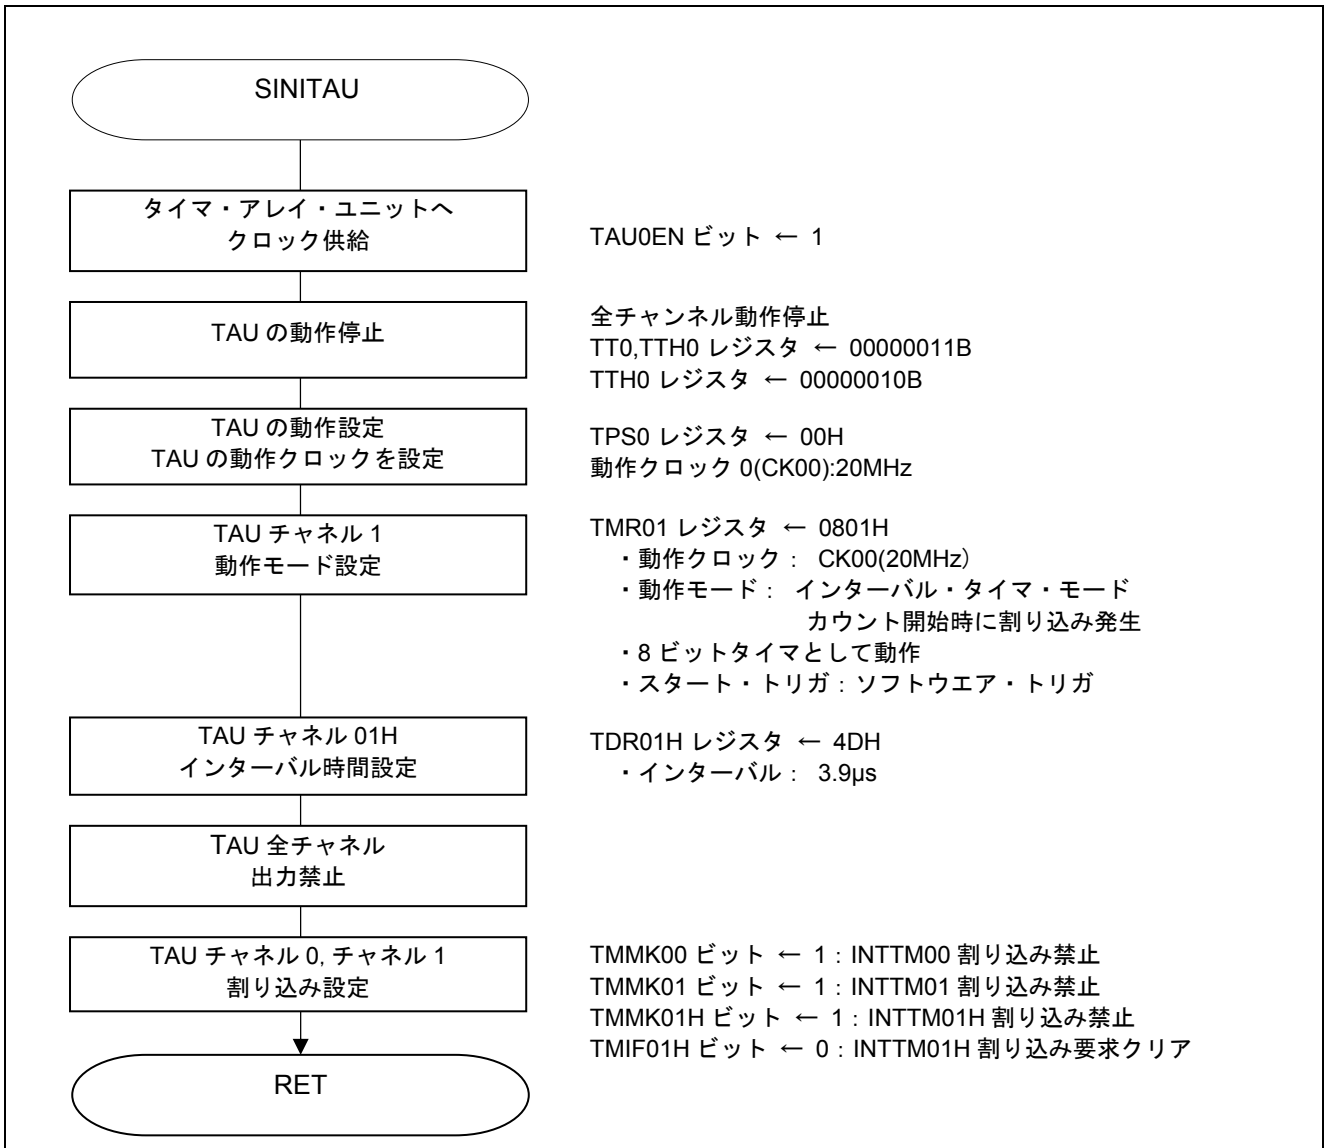 SINITAU
タイマ・アレイ・ユニットへ
クロック供給
TAU0EN ビット ← 1
TAU の動作停止
全チャンネル動作停止
TT0,TTH0 レジスタ ← 00000011B
TTH0 レジスタ ← 00000010B
TAU の動作設定
TAU の動作クロックを設定
TPS0 レジスタ ← 00H
動作クロック 0(CK00):20MHz
TAU チャネル 1
動作モード設定
TMR01 レジスタ ← 0801H
・動作クロック： CK00(20MHz）
・動作モード： インターバル・タイマ・モード
カウント開始時に割り込み発生
・8 ビットタイマとして動作
・スタート・トリガ：ソフトウエア・トリガ
TAU チャネル 01H
インターバル時間設定
TDR01H レジスタ ← 4DH
・インターバル： 3.9µs
TAU 全チャネル
出力禁止
TAU チャネル 0, チャネル 1
割り込み設定
TMMK00 ビット ← 1：INTTM00 割り込み禁止
TMMK01 ビット ← 1：INTTM01 割り込み禁止
TMMK01H ビット ← 1：INTTM01H 割り込み禁止
TMIF01H ビット ← 0：INTTM01H 割り込み要求クリア
RET